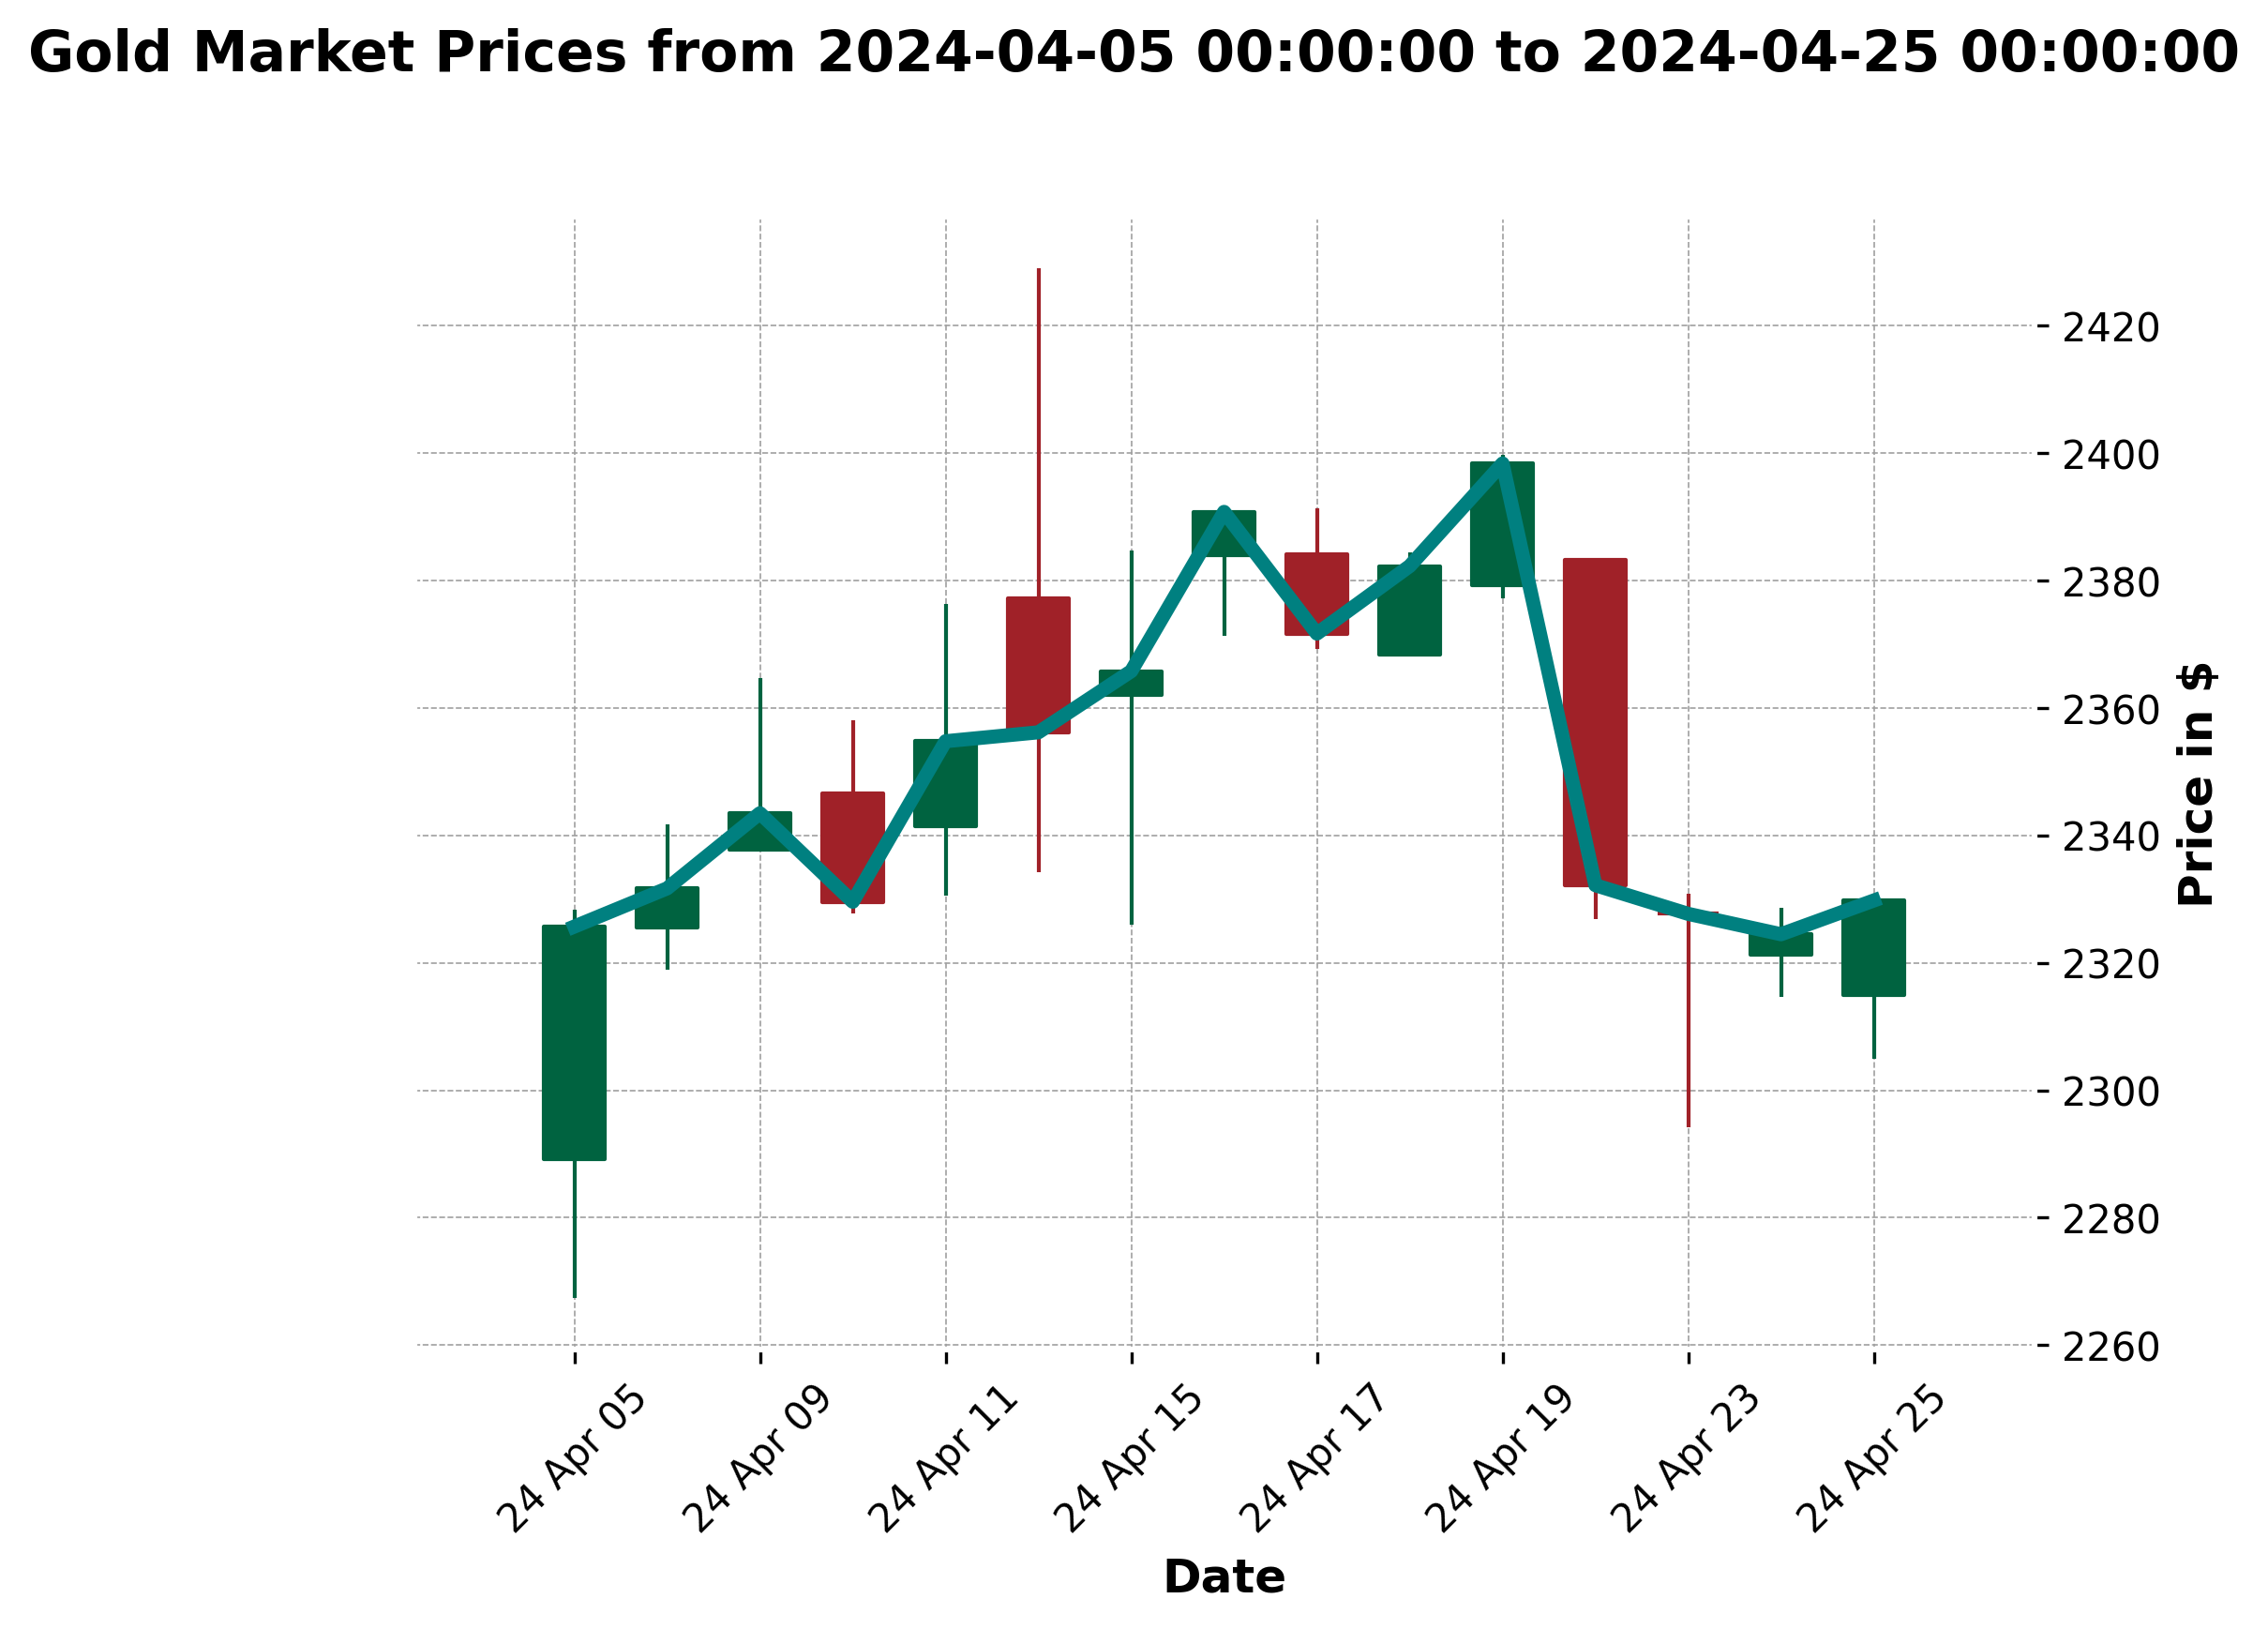 Gold Market Prices from 2024-04-05 00:00:00 to 2024-04-25 00:00:00
2420
2400
2380
2360
2340
2320
2300
2280
2260
Price in $
24 Apr 05
24 Apr 09
24 Apr 11
24 Apr 15
24 Apr 17
24 Apr 19
24 Apr 23
24 Apr 25
Date